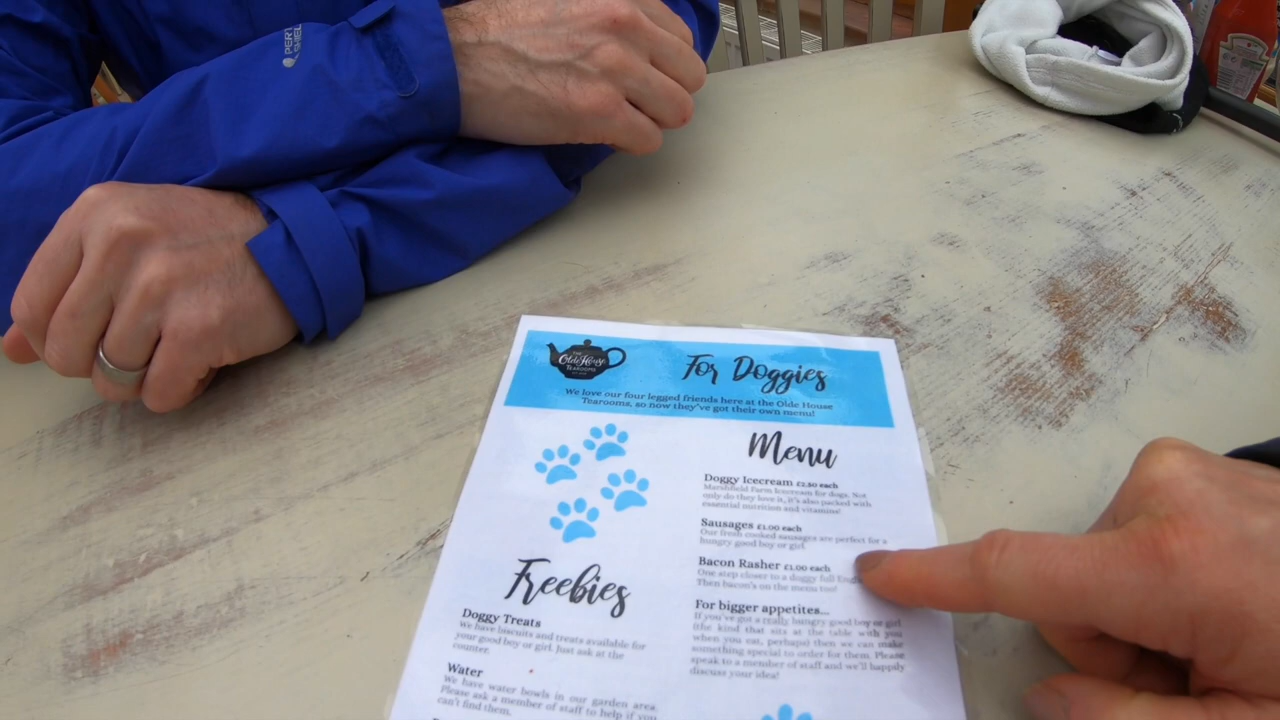 THE
Olde House
TEAROOMS
For Doggies
We love our four legged friends here at the Olde House
Tearooms, so now they've got their own menu!
Menu
Doggy Icecream £2.50 each
Marshfield Farm Icecream for dogs. Not
only do they love it, it's also packed with
essential nutrition and vitamins!
Sausages £1.00 each
Our fresh cooked sausages are perfect for a
hungry good boy or girl.
Bacon Rasher £1.00 each
One step closer to a doggy full
Then bacon's on the menu too!
For bigger appetites...
If you've got a really hungry good boy or girl
(the kind that sits at the table with you
when you eat, perhaps) then we can make
something special to order for them. Please
speak to a member of staff and we'll happily
discuss your idea!
Freebies
Doggy Treats
We have biscuits and treats available for
your good boy or girl. Just ask at the
counter.
Water
We have water bowls in our garden area.
Please ask a member of staff to help if you
can't find them.